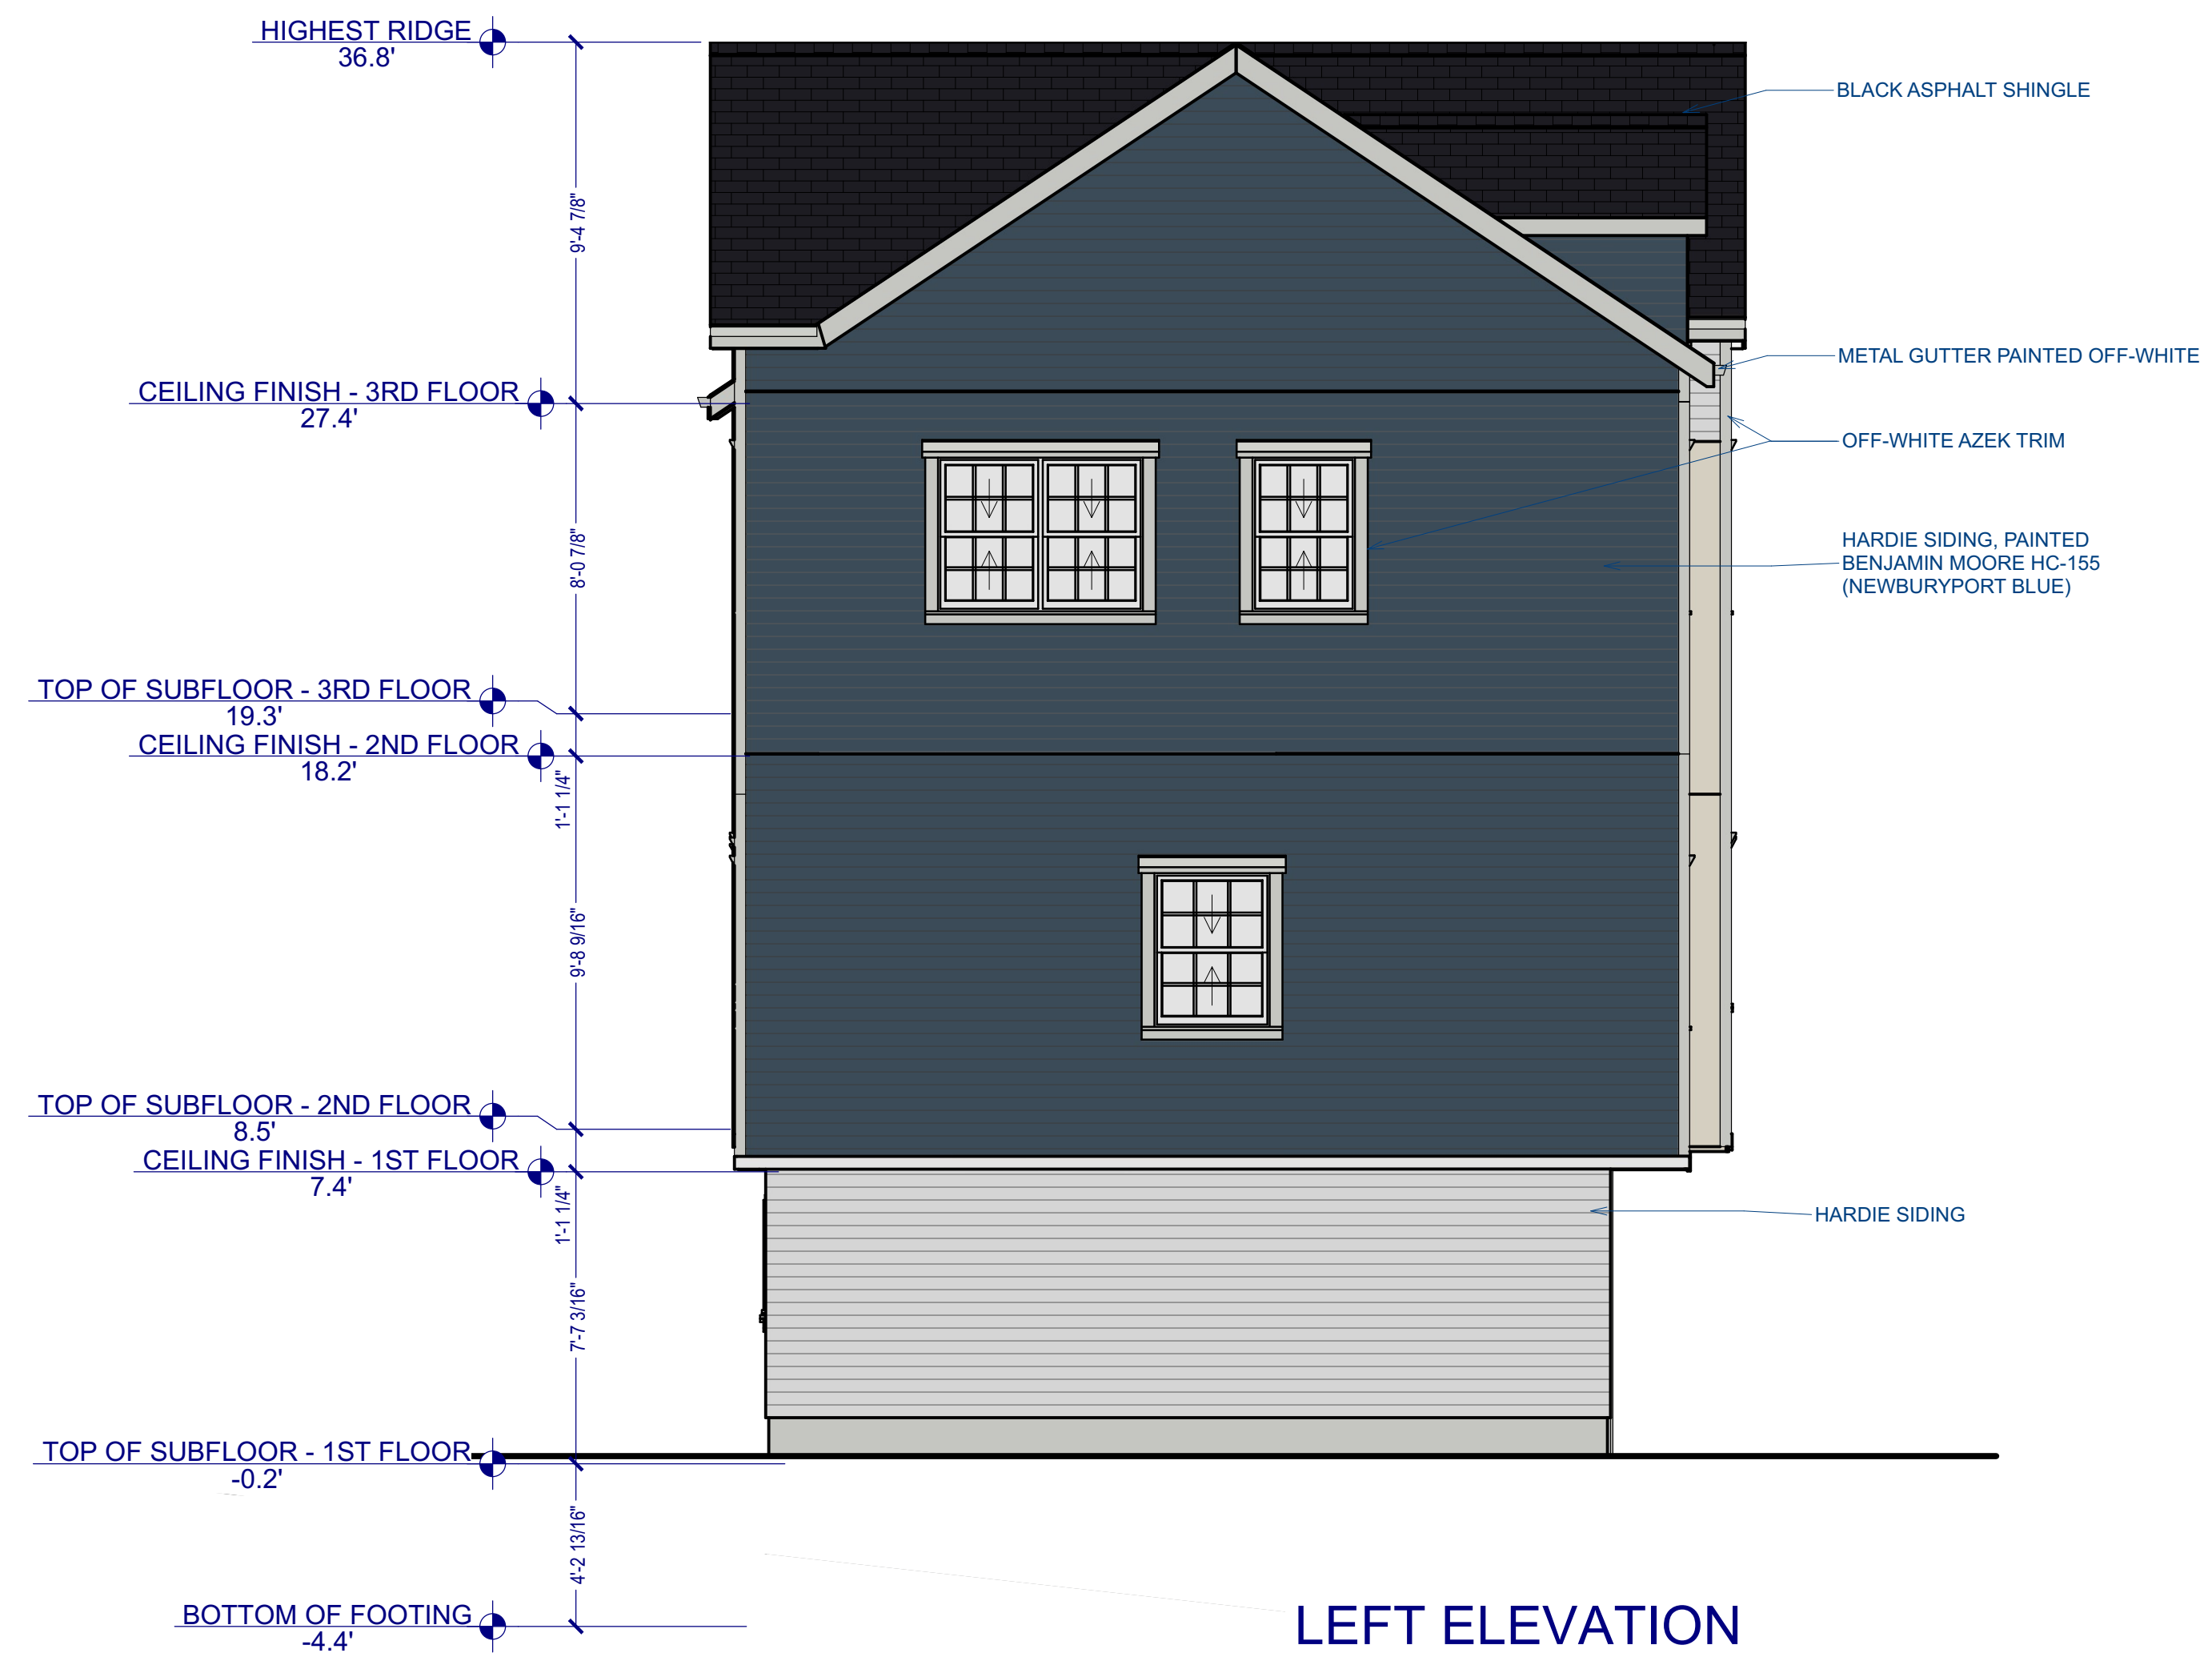 HIGHEST RIDGE
36.8'
BLACK ASPHALT SHINGLE
9'-4 7/8"
METAL GUTTER PAINTED OFF-WHITE
CEILING FINISH - 3RD FLOOR
27.4'
OFF-WHITE AZEK TRIM
8'-0 7/8"
HARDIE SIDING, PAINTED
BENJAMIN MOORE HC-155
(NEWBURYPORT BLUE)
TOP OF SUBFLOOR - 3RD FLOOR
19.3'
CEILING FINISH - 2ND FLOOR
18.2'
1'-1 1/4"
9'-8 9/16"
TOP OF SUBFLOOR - 2ND FLOOR
8.5'
CEILING FINISH - 1ST FLOOR
7.4'
1'-1 1/4"
HARDIE SIDING
7'-7 3/16"
TOP OF SUBFLOOR - 1ST FLOOR
-0.2'
4'-2 13/16"
BOTTOM OF FOOTING
-4.4'
LEFT ELEVATION